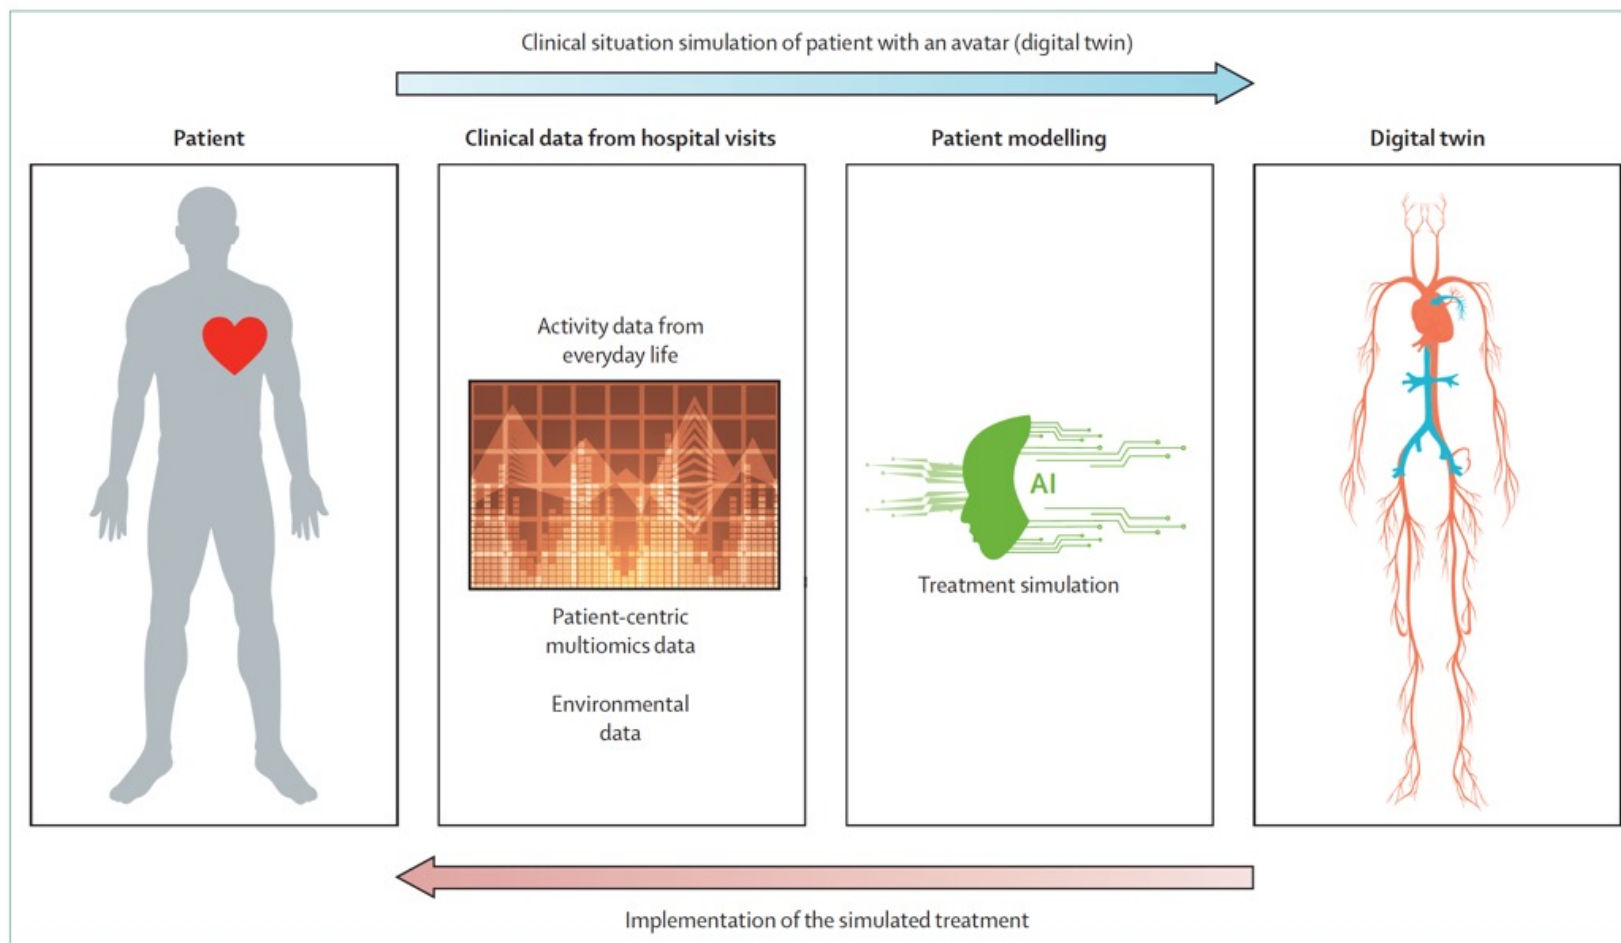 Clinical situation simulation of patient with an avatar (digital twin)
Patient
Clinical data from hospital visits
Patient modelling
Digital twin
Activity data from
everyday life
Patient-centric
multiomics data
Environmental
data
AI
Treatment simulation
Implementation of the simulated treatment